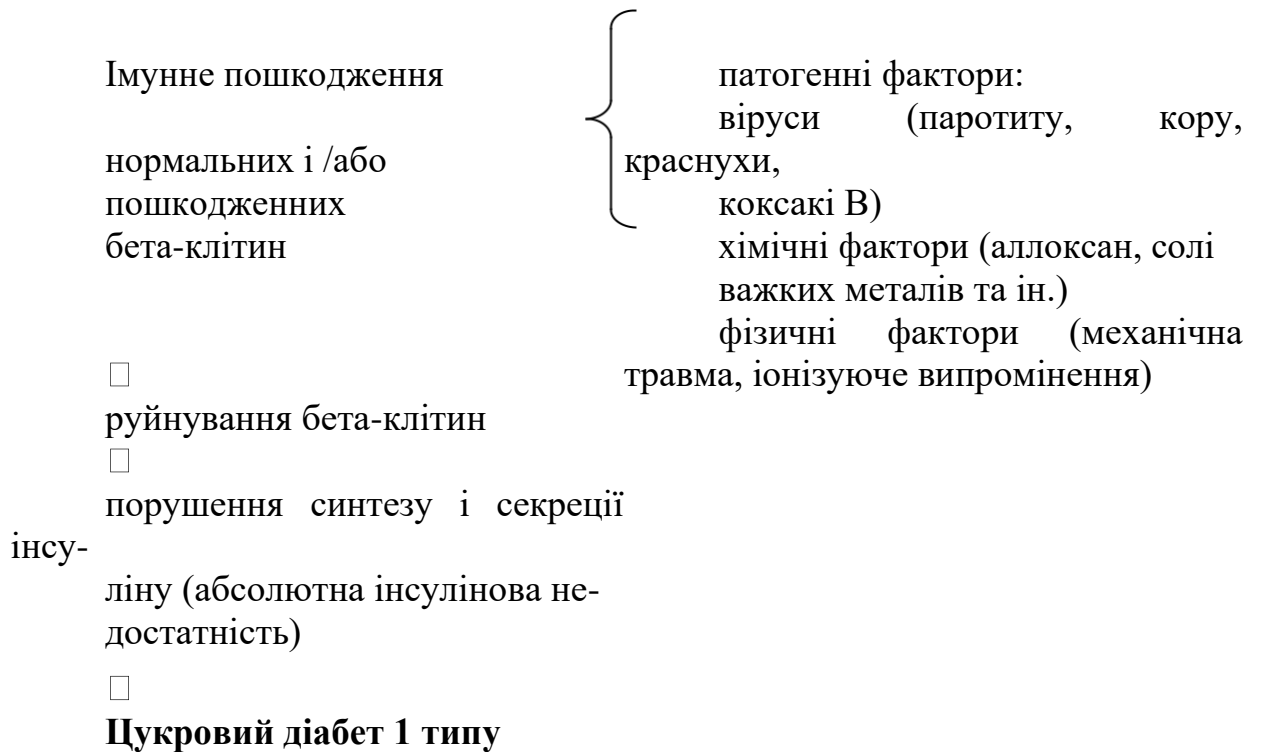 Імунне пошкодження
нормальних і /або
пошкодженних
бета-клітин
патогенні фактори:
віруси (паротиту, кору,
краснухи,
коксакі В)
хімічні фактори (аллоксан, солі
важких металів та ін.)
фізичні фактори (механічна
травма, іонізуюче випромінення)
руйнування бета-клітин
порушення синтезу і секреції
інсу-
ліну (абсолютна інсулінова не-
достатність)
Цукровий діабет 1 типу